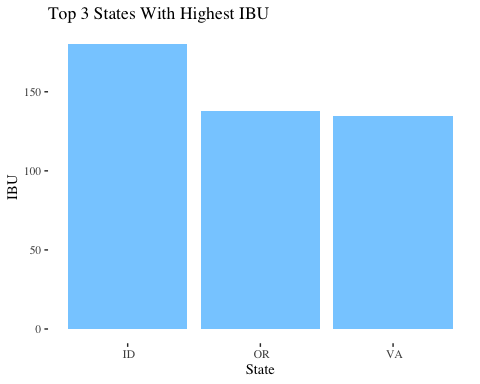 Top 3 States With Highest IBU
IBU
150
100
50
0
ID OR VA
State